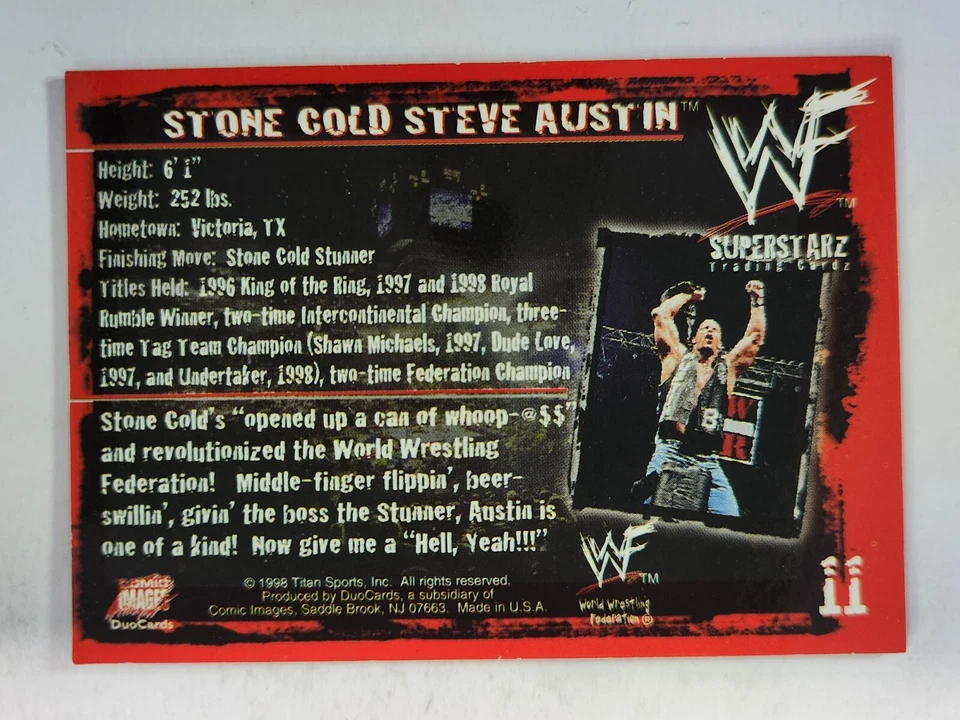 STONE COLD STEVE AUSTIN™
WF™
SUPERSTARZ
Trading Cardz
Height: 6' 1"
Weight: 252 lbs.
Hometown: Victoria, TX
Finishing Move: Stone Cold Stunner
Titles Held: 1996 King of the Ring, 1997 and 1998 Royal
Rumble Winner, two-time Intercontinental Champion, three-
time Tag Team Champion (Shawn Michaels, 1997, Dude Love,
1997, and Undertaker, 1998), two-time Federation Champion
Stone Cold's "opened up a can of whoop-@$$"
and revolutionized the World Wrestling
Federation! Middle-finger flippin', beer-
swillin', givin' the boss the Stunner, Austin is
one of a kind! Now give me a "Hell, Yeah!!!"
COMIC
IMAGES
DuoCards
© 1998 Titan Sports, Inc. All rights reserved.
Produced by DuoCards, a subsidiary of
Comic Images, Saddle Brook, NJ 07663. Made in U.S.A.
WF™
World Wrestling
Federation®
11